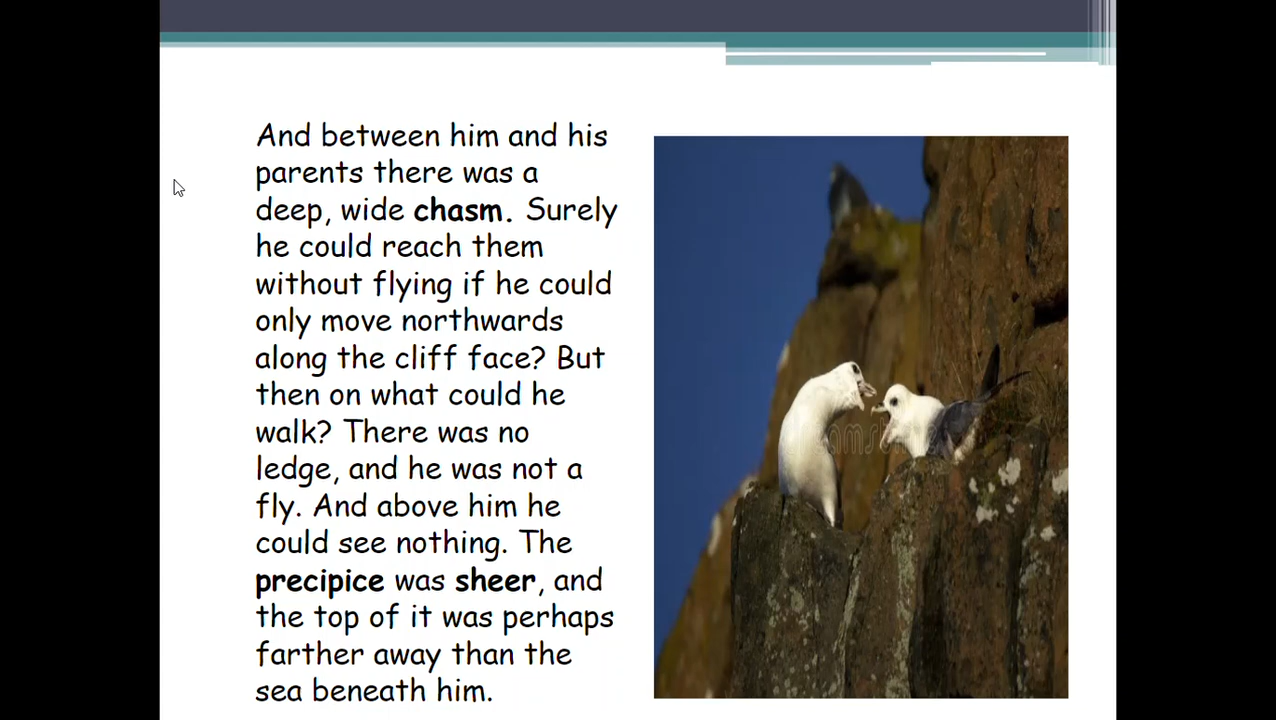 And between him and his
parents there was a
deep, wide chasm. Surely
he could reach them
without flying if he could
only move northwards
along the cliff face? But
then on what could he
walk? There was no
ledge, and he was not a
fly. And above him he
could see nothing. The
precipice was sheer, and
the top of it was perhaps
farther away than the
sea beneath him.